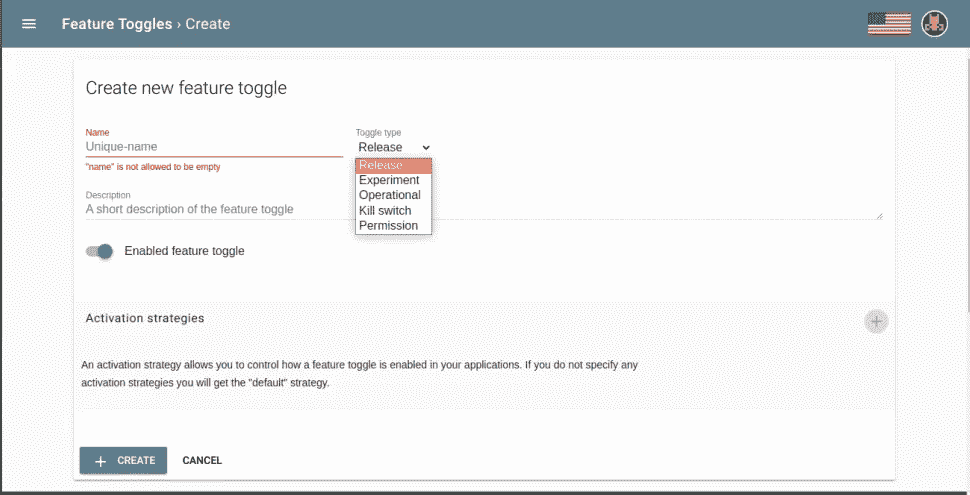 Feature Toggles › Create
Create new feature toggle
Name
Toggle type
Unique-name
Release
"name" is not allowed to be empty
Release
Experiment
Operational
Kill switch
Permission
Description
A short description of the feature toggle
Enabled feature toggle
Activation strategies
An activation strategy allows you to control how a feature toggle is enabled in your applications. If you do not specify any
activation strategies you will get the "default" strategy.
CREATE
CANCEL